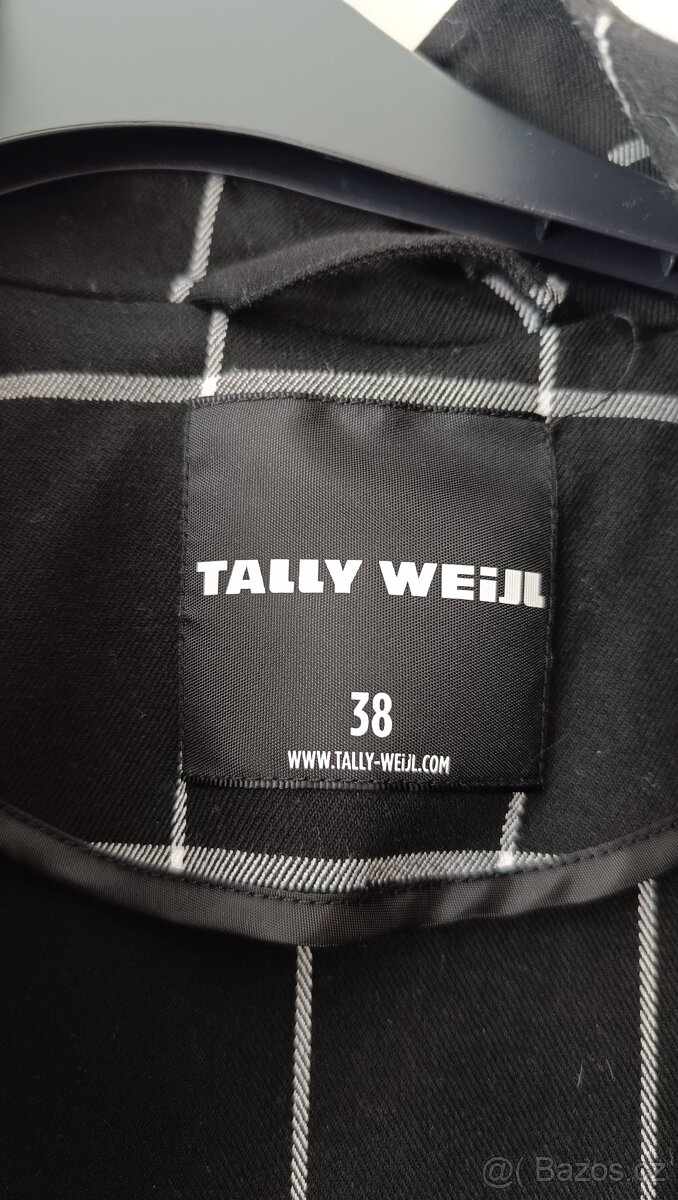 TALLY WEiJL
38
WWW.TALLY-WEiJL.COM
@( Bazos.cz